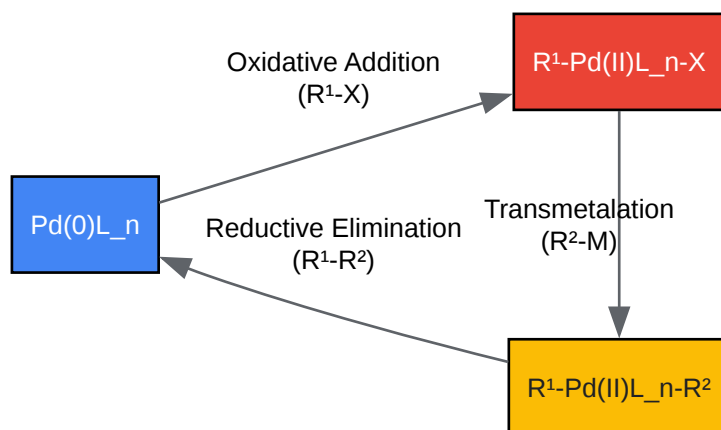 Oxidative Addition
(R¹-X)
R¹-Pd(II)L_n-X
Pd(0)L_n
Reductive Elimination
(R¹-R²)
Transmetalation
(R²-M)
R¹-Pd(II)L_n-R²